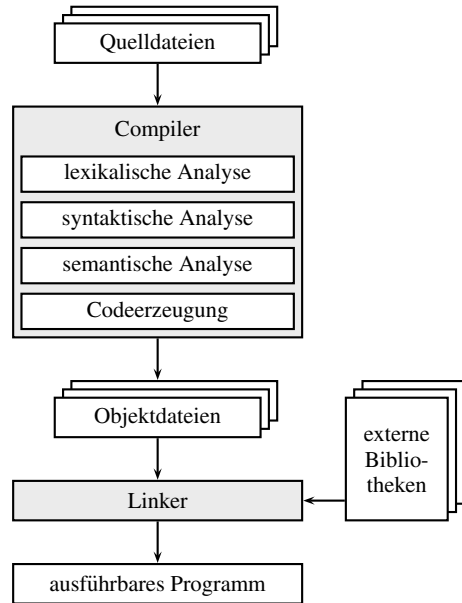 Quelldateien
Compiler
lexikalische Analyse
syntaktische Analyse
semantische Analyse
Codeerzeugung
Objektdateien
externe
Biblio-
theken
Linker
ausführbares Programm